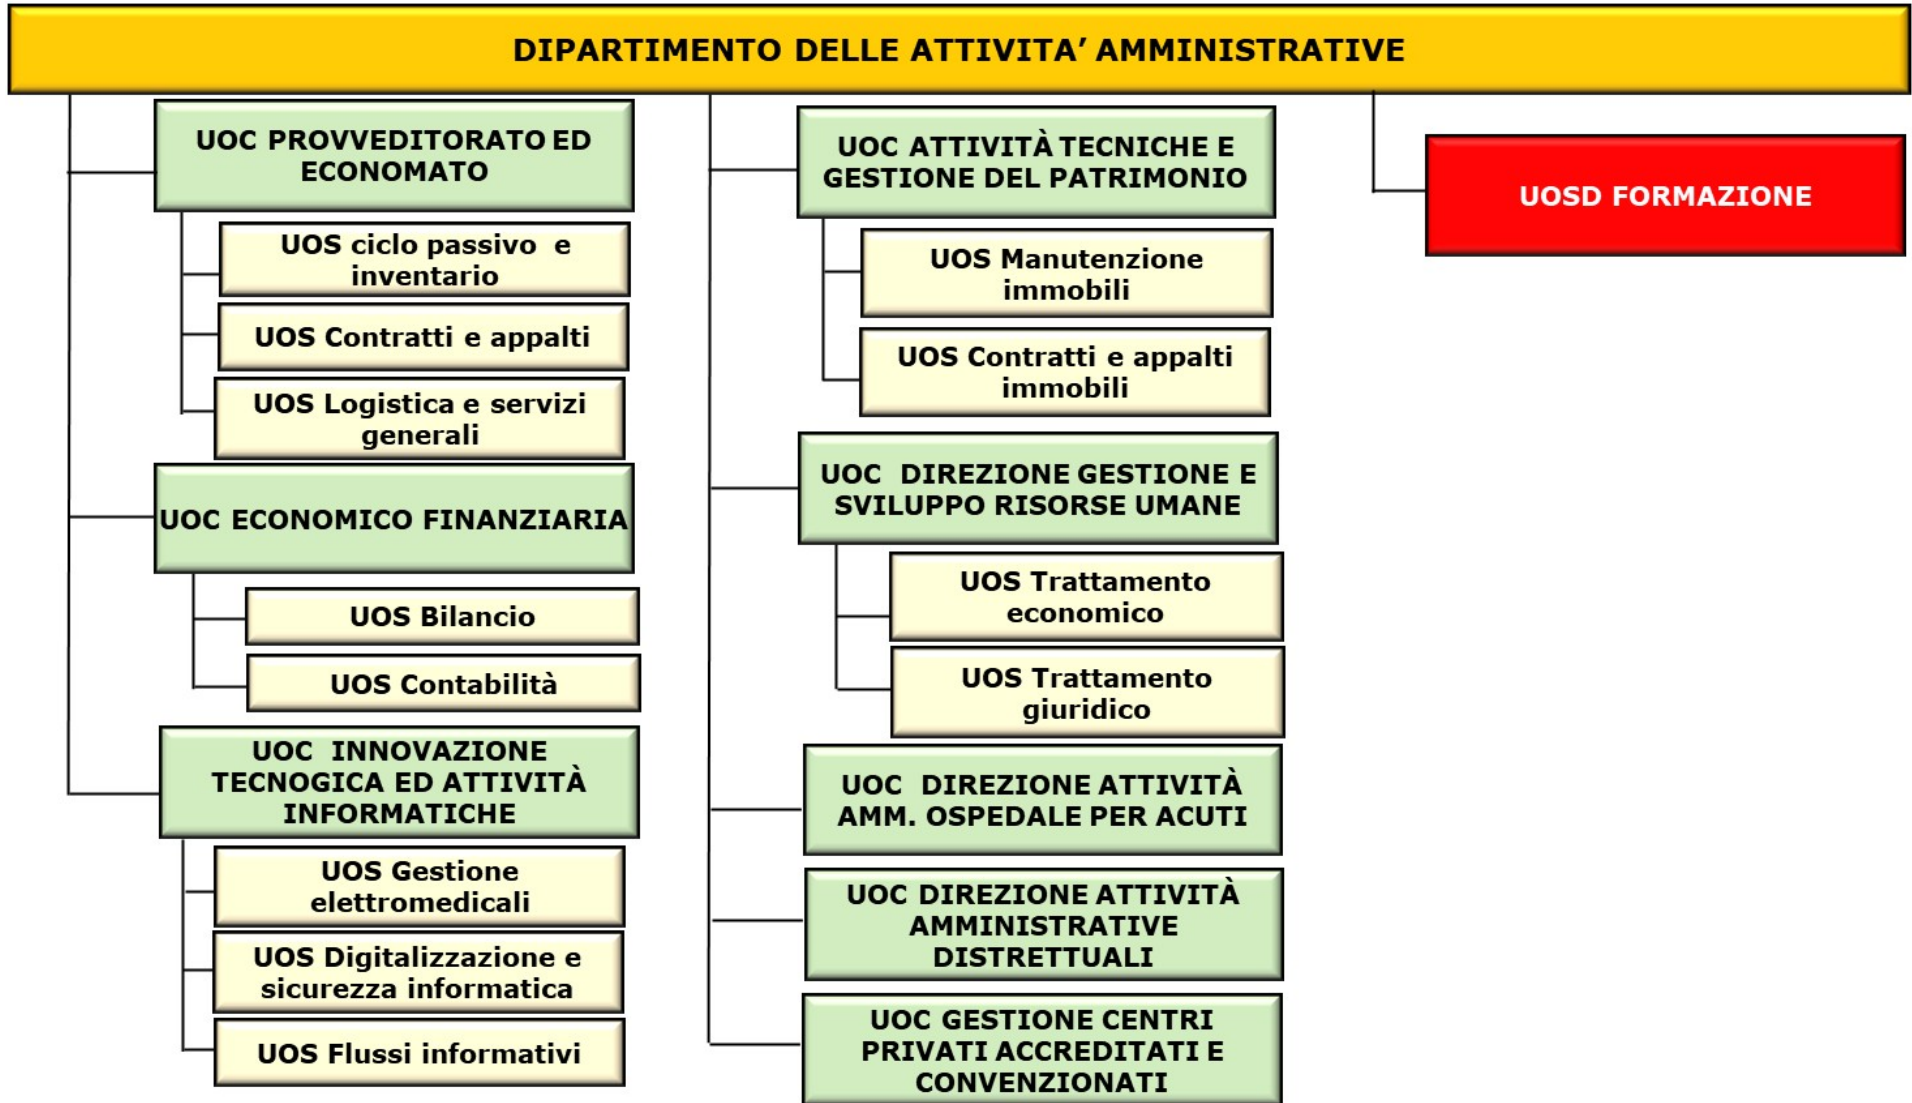 DIPARTIMENTO DELLE ATTIVITA’ AMMINISTRATIVE
UOC PROVVEDITORATO ED
ECONOMATO
UOS ciclo passivo e
inventario
UOS Contratti e appalti
UOS Logistica e servizi
generali
UOC ECONOMICO FINANZIARIA
UOS Bilancio
UOS Contabilità
UOC INNOVAZIONE
TECNOGICA ED ATTIVITÀ
INFORMATICHE
UOS Gestione
elettromedicali
UOS Digitalizzazione e
sicurezza informatica
UOS Flussi informativi
UOC ATTIVITÀ TECNICHE E
GESTIONE DEL PATRIMONIO
UOS Manutenzione
immobili
UOS Contratti e appalti
immobili
UOC DIREZIONE GESTIONE E
SVILUPPO RISORSE UMANE
UOS Trattamento
economico
UOS Trattamento
giuridico
UOC DIREZIONE ATTIVITÀ
AMM. OSPEDALE PER ACUTI
UOC DIREZIONE ATTIVITÀ
AMMINISTRATIVE
DISTRETTUALI
UOC GESTIONE CENTRI
PRIVATI ACCREDITATI E
CONVENZIONATI
UOSD FORMAZIONE